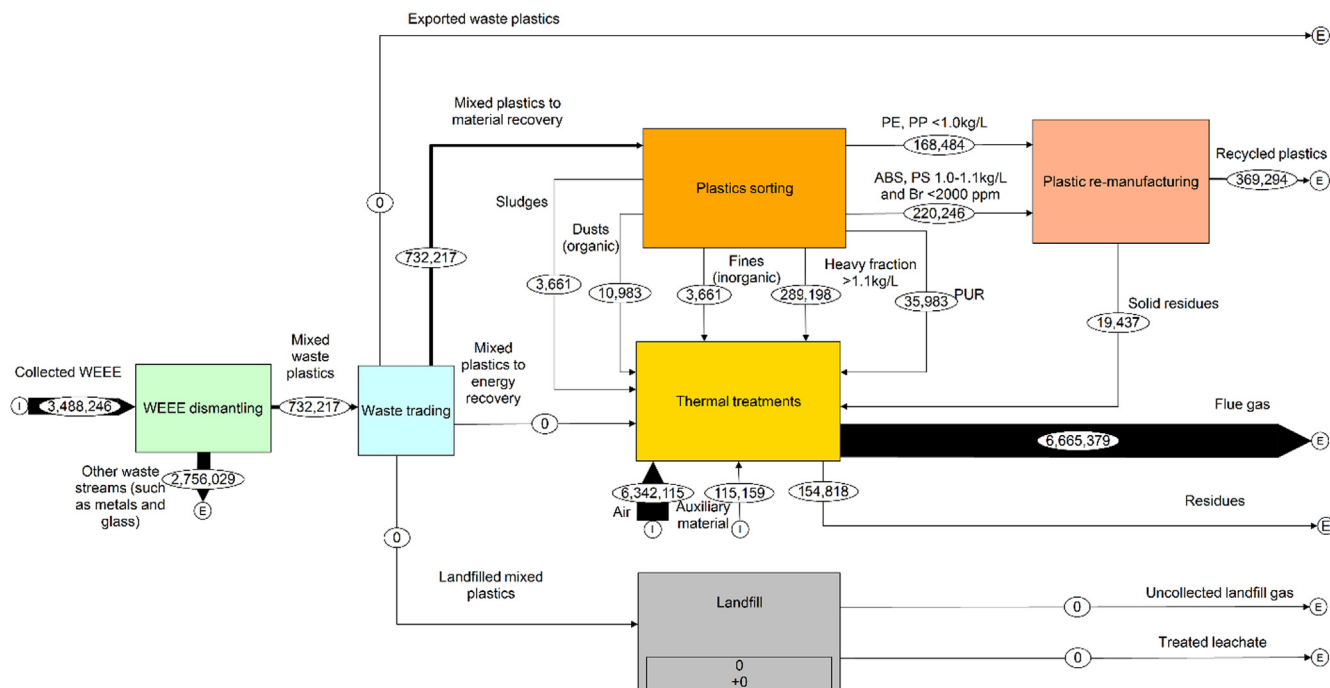 Exported waste plastics
E
Mixed plastics to
material recovery
PE, PP <1.0kg/L
168,484
Plastics sorting
Plastic re-manufacturing
Recycled plastics
369,294
E
ABS, PS 1.0-1.1kg/L
and Br <2000 ppm
220,246
0
Sludges
Dusts
(organic)
732,217
Fines
(inorganic)
Heavy fraction
>1.1kg/L
3,661
10,983
3,661
289,198
35,983
PUR
Solid residues
19,437
Collected WEEE
I
3,488,246
WEEE dismantling
Mixed
waste
plastics
732,217
Waste trading
Mixed
plastics to
energy
recovery
0
Thermal treatments
Flue gas
6,665,379
E
Other waste
streams (such
as metals and
glass)
2,756,029
E
6,342,115
Air
I
115,159
Auxiliary
material
I
154,818
Residues
E
0
Landfilled mixed
plastics
Landfill
0
+0
Uncollected landfill gas
0
E
Treated leachate
0
E